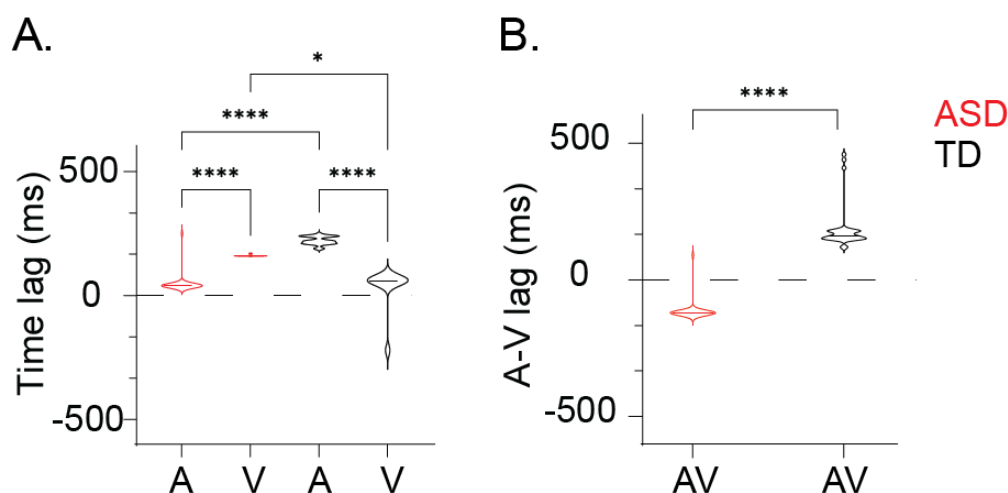 A.
Time lag (ms)
500
0
-500
*
****
****
****
A
V
A
V
B.
A-V lag (ms)
500
0
-500
****
AV
AV
ASD
TD